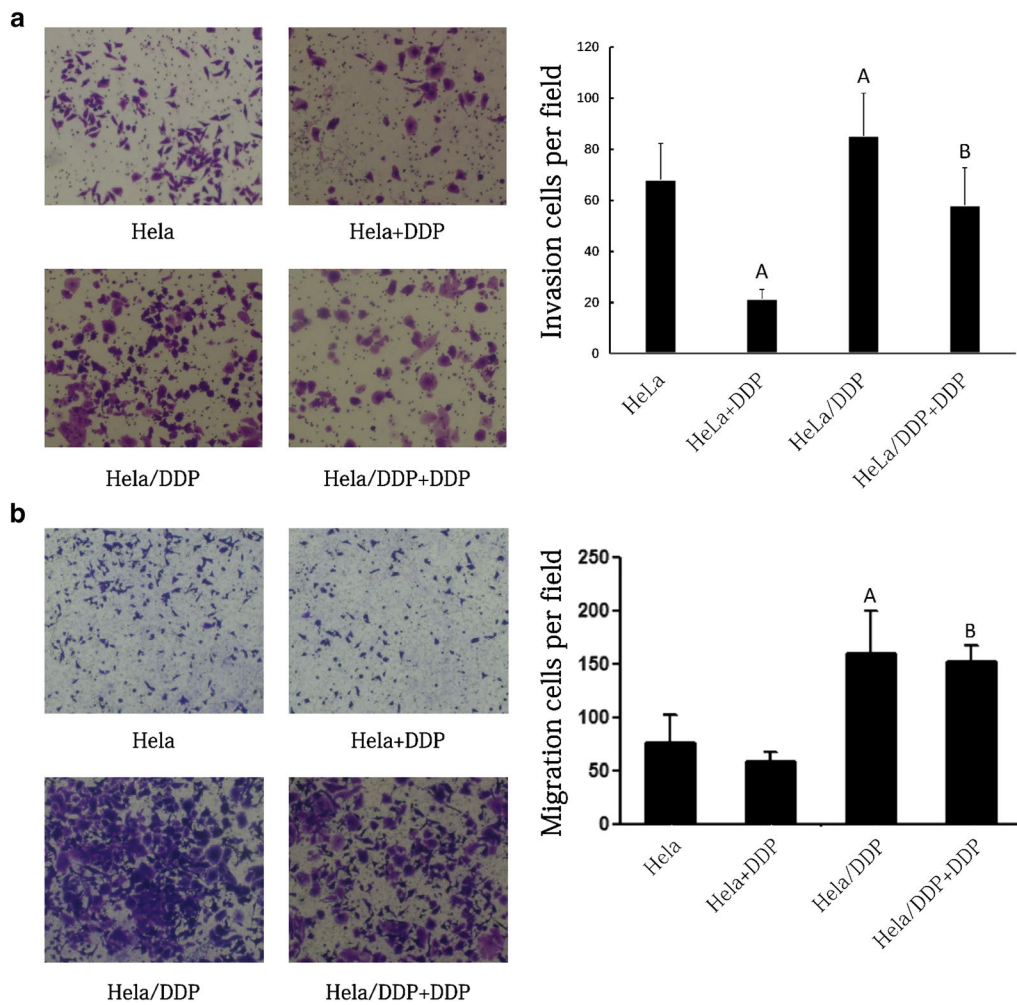 a
Hela
Hela+DDP
Hela/DDP
Hela/DDP+DDP
Invasion cells per field
120
100
80
60
40
20
0
A
A
B
HeLa
HeLa+DDP
HeLa/DDP
HeLa/DDP+DDP
b
Hela
Hela+DDP
Hela/DDP
Hela/DDP+DDP
Migration cells per field
250
200
150
100
50
0
A
B
Hela
Hela+DDP
Hela/DDP
Hela/DDP+DDP